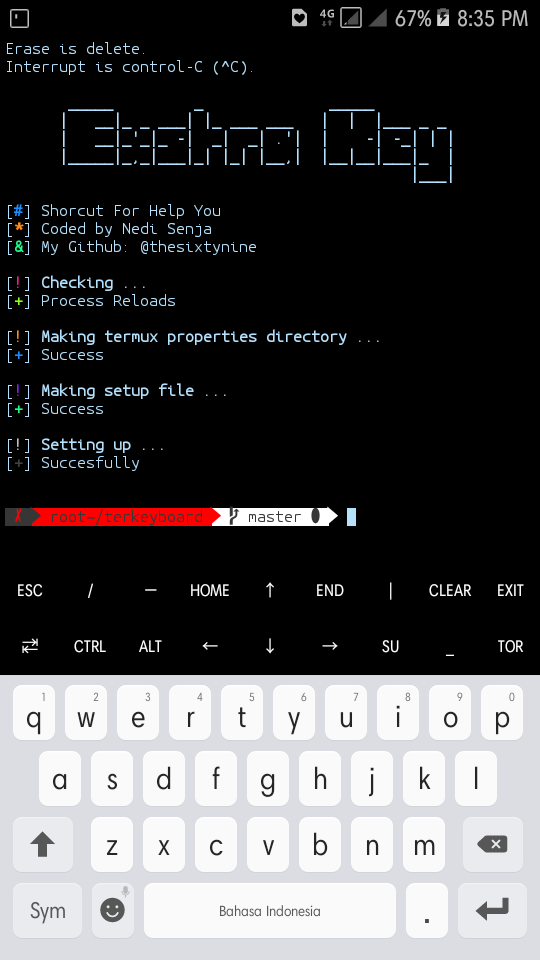 4G 67% 8:35 PM
Erase is delete.
Interrupt is control-C (^C).
Extra Key
[#] Shorcut For Help You
[*] Coded by Nedi Senja
[&] My Github: @thesixtynine
[!] Checking ...
[+] Process Reloads
[!] Making termux properties directory ...
[+] Success
[!] Making setup file ...
[+] Success
[!] Setting up ...
[+] Succesfully
✗ root~/terkeyboard master
ESC / — HOME ↑ END | CLEAR EXIT
⇄ CTRL ALT ← ↓ → SU _ TOR
1 2 3 4 5 6 7 8 9 0
q w e r t y u i o p
a s d f g h j k l
z x c v b n m
Sym Bahasa Indonesia .